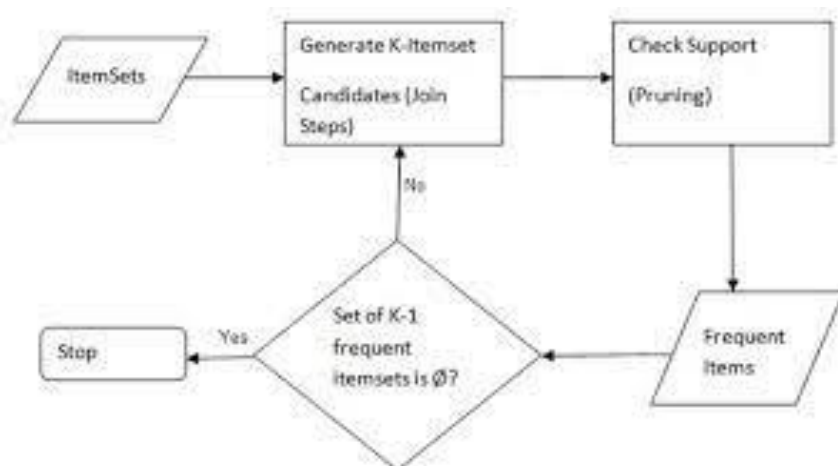 ItemSets
Generate K-Itemset
Candidates (Join
Steps)
Check Support
(Pruning)
No
Set of K-1
frequent
itemsets is Ø?
Yes
Stop
Frequent
Items